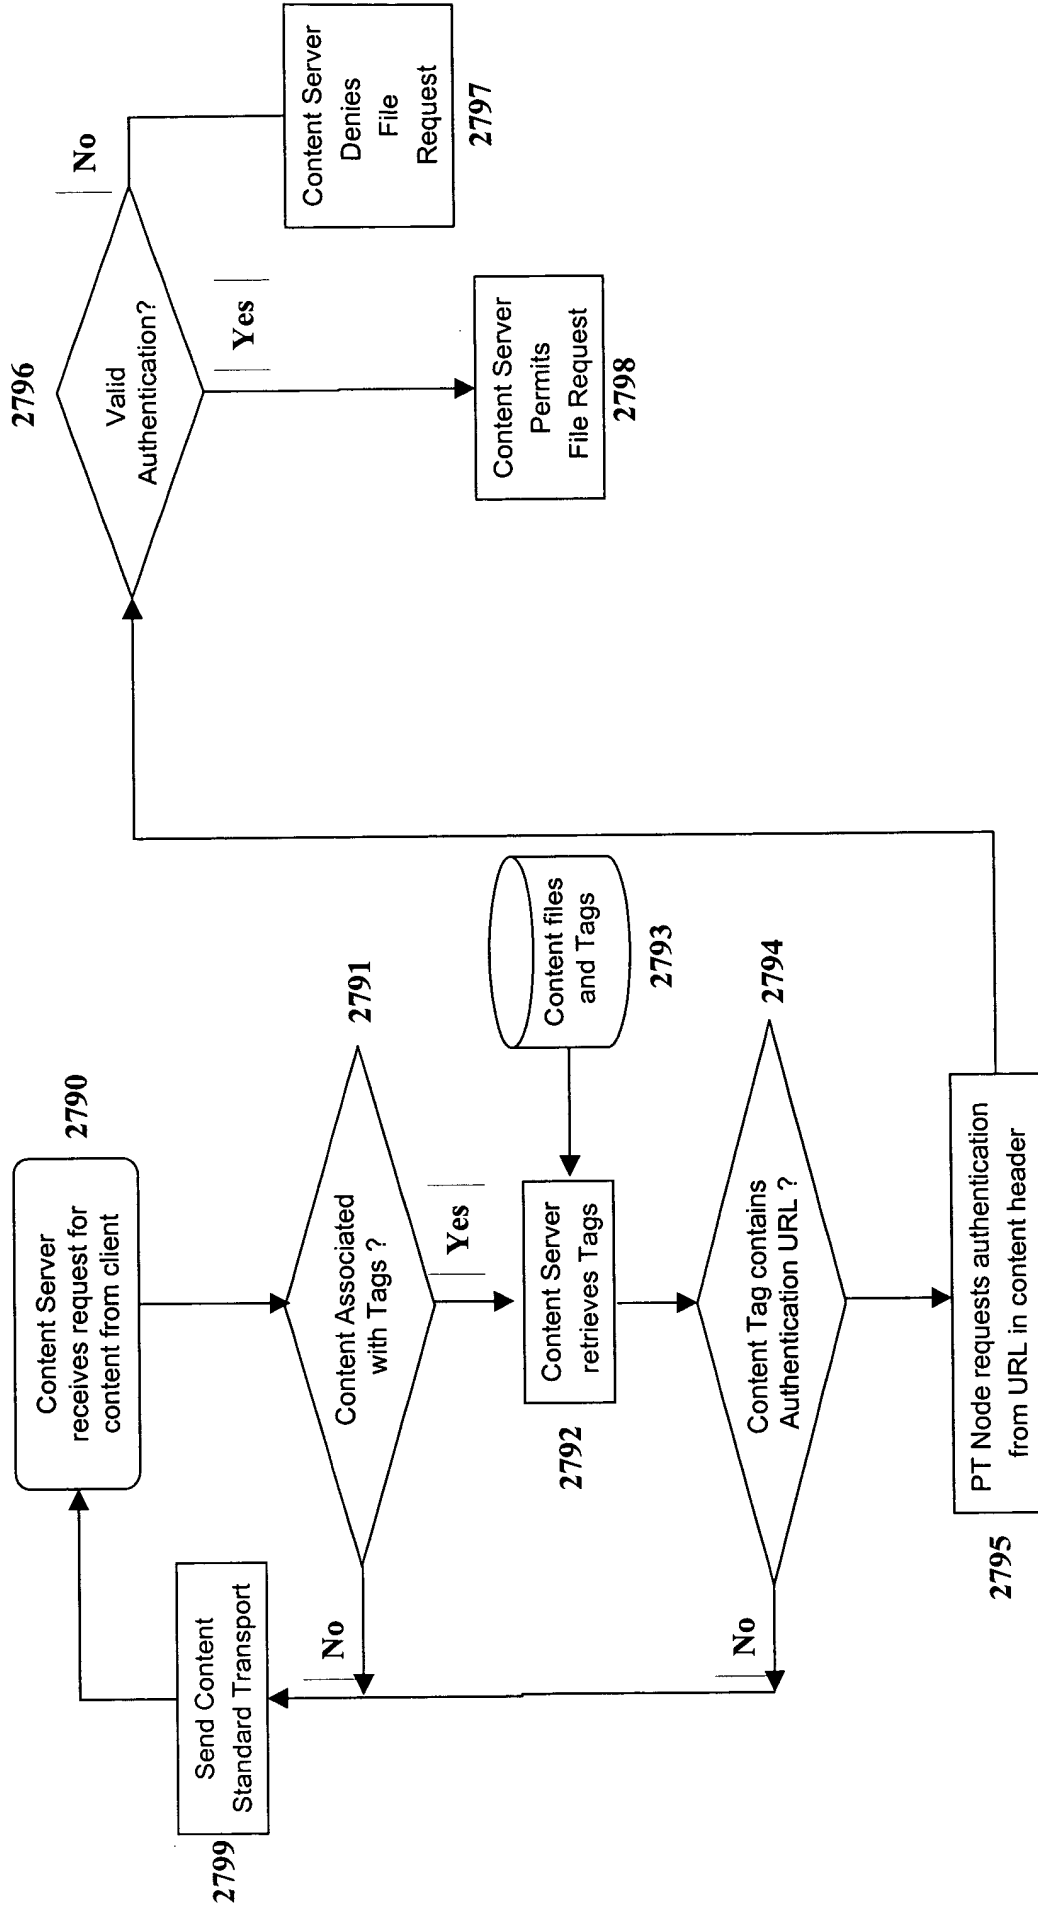 Content Server
receives request for
content from client
2790
Send Content
Standard Transport
2799
Content Associated
with Tags ?
2791
No
Yes
Content Server
retrieves Tags
2792
Content files
and Tags
2793
Content Tag contains
Authentication URL ?
2794
No
PT Node requests authentication
from URL in content header
2795
2796
Valid
Authentication?
No
Yes
Content Server
Denies
File
Request
2797
Content Server
Permits
File Request
2798